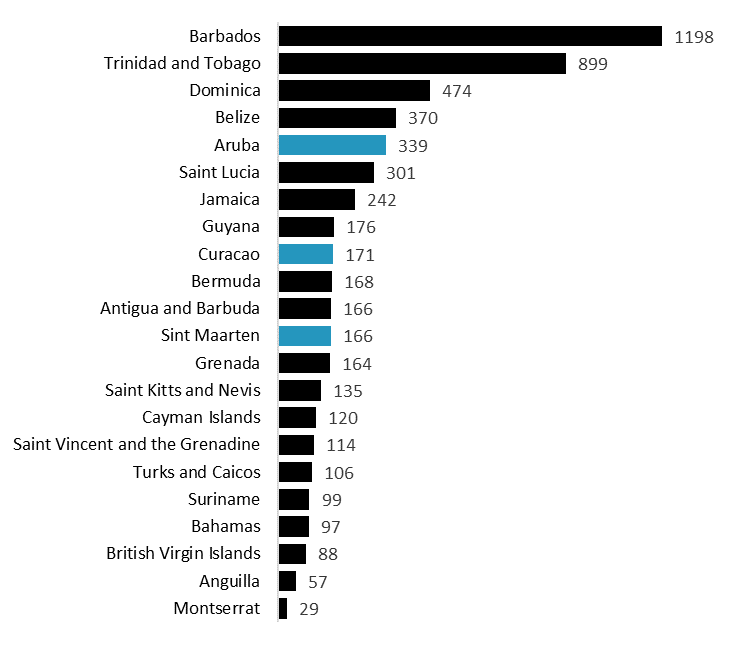 Barbados 1198
Trinidad and Tobago 899
Dominica 474
Belize 370
Aruba 339
Saint Lucia 301
Jamaica 242
Guyana 176
Curacao 171
Bermuda 168
Antigua and Barbuda 166
Sint Maarten 166
Grenada 164
Saint Kitts and Nevis 135
Cayman Islands 120
Saint Vincent and the Grenadine 114
Turks and Caicos 106
Suriname 99
Bahamas 97
British Virgin Islands 88
Anguilla 57
Montserrat 29